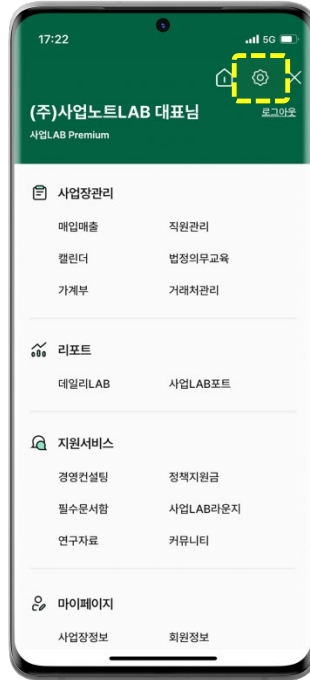 17:22 5G
(주)사업노트LAB 대표님 로그아웃
사업LAB Premium
사업장관리
매입매출 직원관리
캘린더 법정의무교육
가계부 거래처관리
리포트
데일리LAB 사업LAB포트
지원서비스
경영컨설팅 정책지원금
필수문서함 사업LAB라운지
연구자료 커뮤니티
마이페이지
사업장정보 회원정보